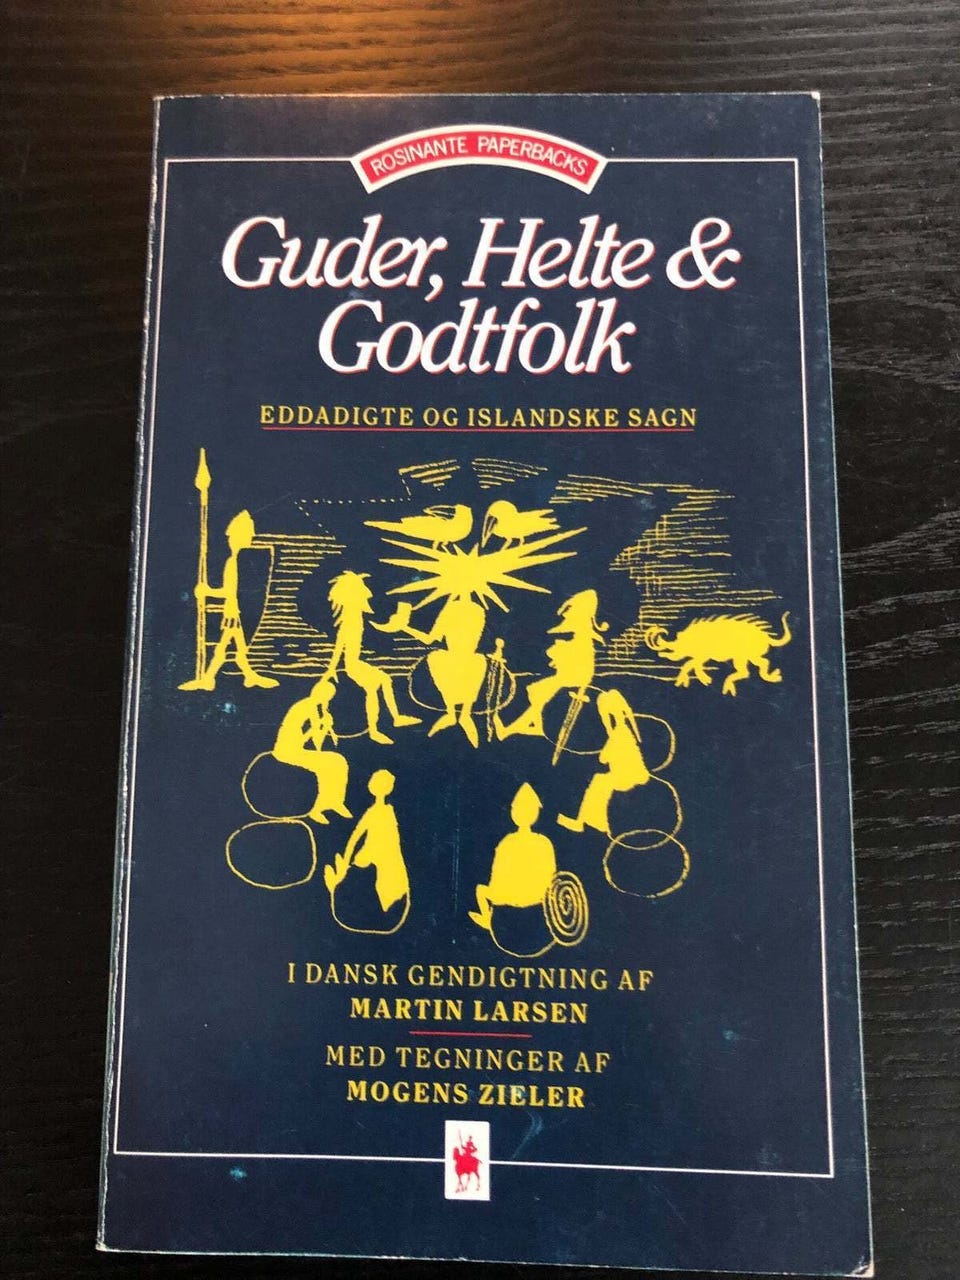 ROSINANTE PAPERBACKS
Guder, Helte &
Godtfolk
EDDADIGTE OG ISLANDSKE SAGN
I DANSK GENDIGTNING AF
MARTIN LARSEN
MED TEGNINGER AF
MOGENS ZIELER